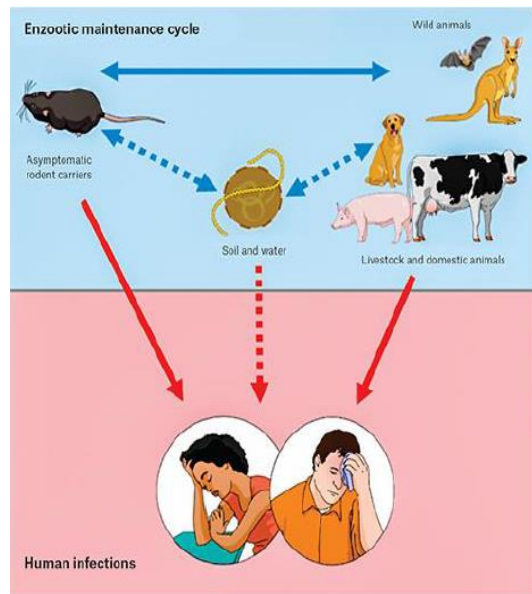 Enzootic maintenance cycle
Wild animals
Asymptomatic
rodent carriers
Soil and water
Livestock and domestic animals
Human infections